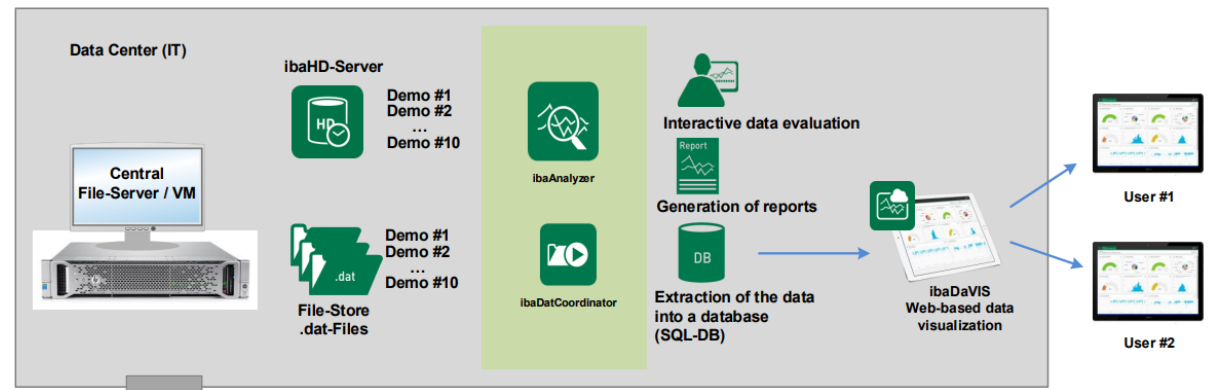 Data Center (IT)
Central
File-Server / VM
ibaHD-Server
HD
Demo #1
Demo #2
...
Demo #10
.dat
Demo #1
Demo #2
...
Demo #10
File-Store
.dat-Files
ibaAnalyzer
ibaDatCoordinator
Interactive data evaluation
Report
Generation of reports
DB
Extraction of the data
into a database
(SQL-DB)
ibaDaVIS
Web-based data
visualization
User #1
User #2